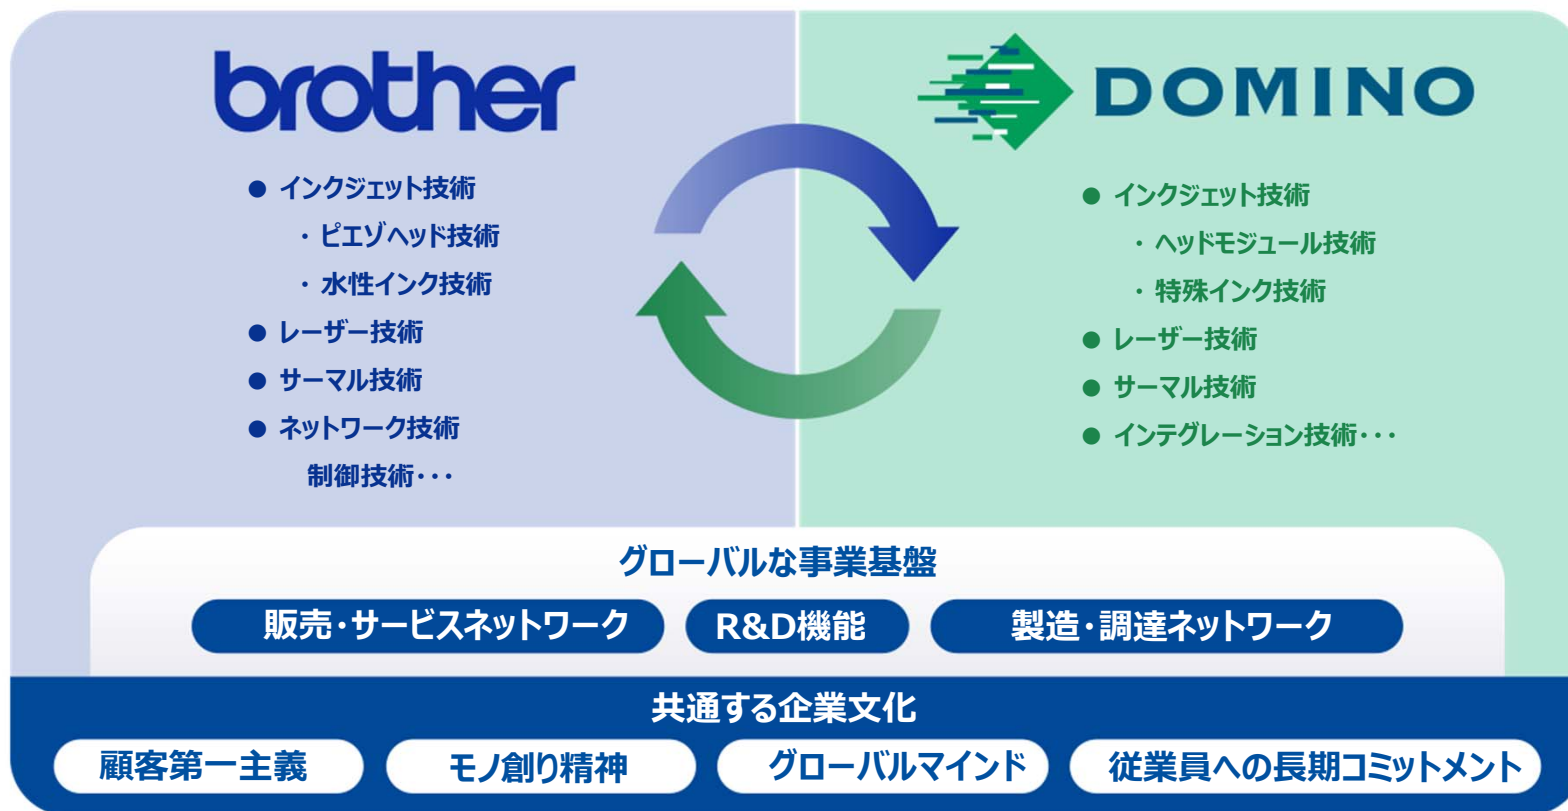 brother
● インクジェット技術
・ ピエゾヘッド技術
・ 水性インク技術
● レーザー技術
● サーマル技術
● ネットワーク技術
制御技術・・・
DOMINO
● インクジェット技術
・ ヘッドモジュール技術
・ 特殊インク技術
● レーザー技術
● サーマル技術
● インテグレーション技術・・・
グローバルな事業基盤
販売・サービスネットワーク
R&D機能
製造・調達ネットワーク
共通する企業文化
顧客第一主義
モノ創り精神
グローバルマインド
従業員への長期コミットメント